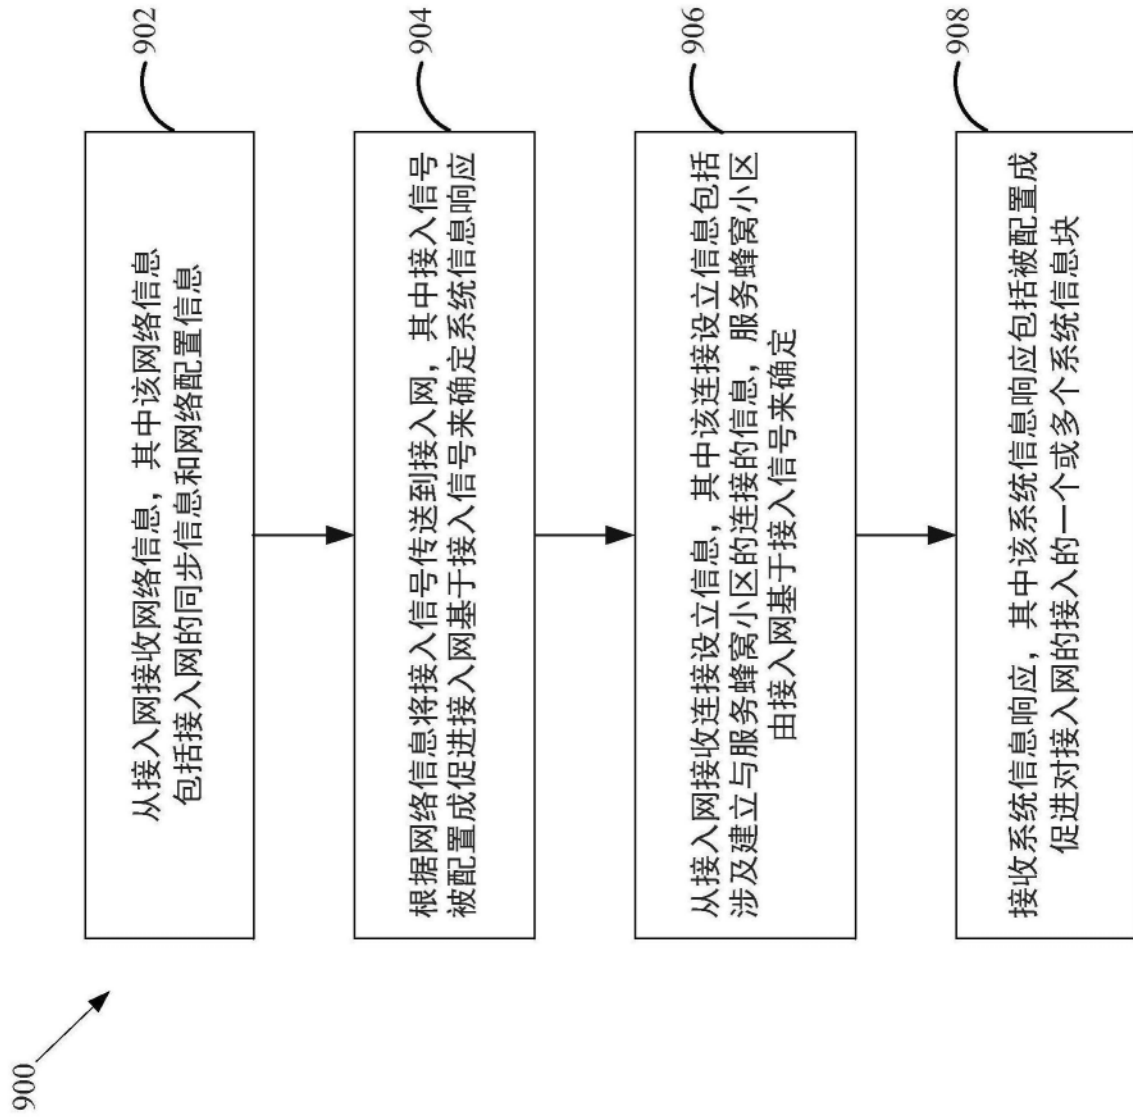 900
902
从接入网接收网络信息，其中该网络信息
包括接入网的同步信息和网络配置信息
904
根据网络信息将接入信号传送到接入网，其中接入信号
被配置成促进接入网基于接入信号来确定系统信息响应
906
从接入网接收连接设立信息，其中该连接设立信息包括
涉及建立与服务蜂窝小区的连接的信息，服务蜂窝小区
由接入网基于接入信号来确定
908
接收系统信息响应，其中该系统信息响应包括被配置成
促进对接入网的接入的一个或多个系统信息块